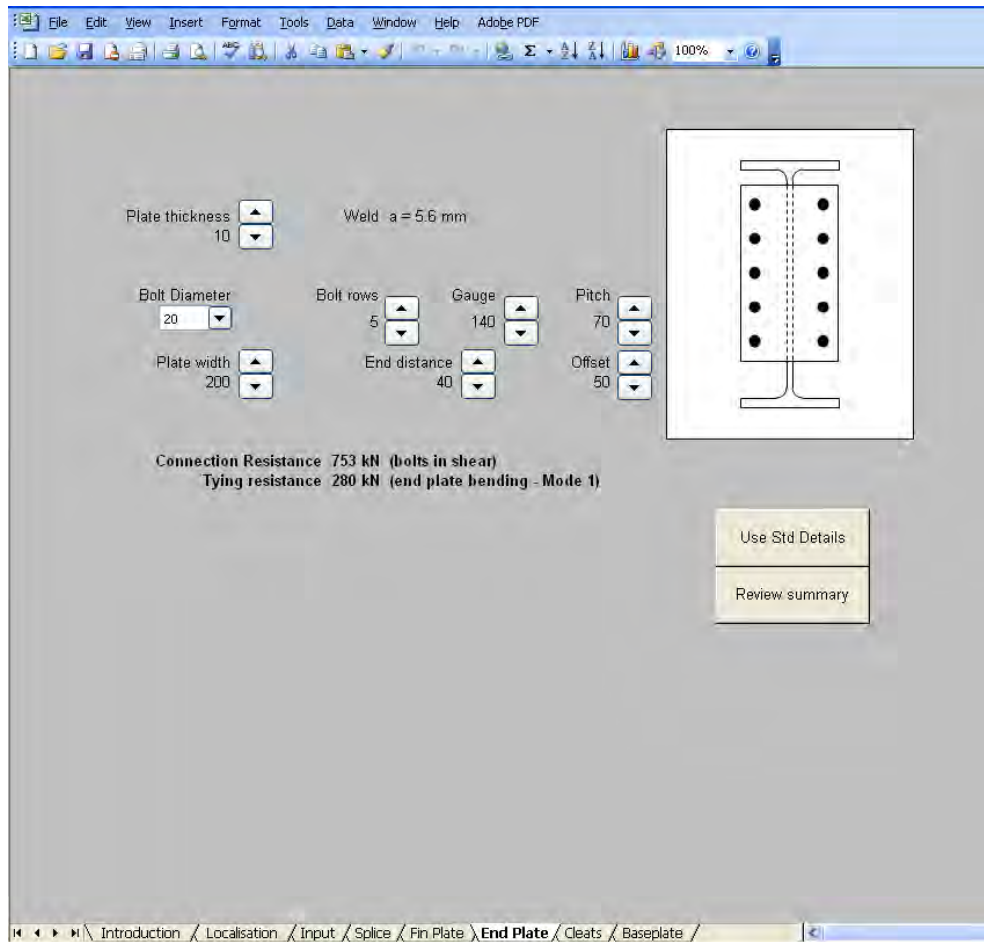 File Edit View Insert Format Tools Data Window Help Adobe PDF
100%
Plate thickness
10
Weld a = 5.6 mm
Bolt Diameter
20
Bolt rows
5
Gauge
140
Pitch
70
Plate width
200
End distance
40
Offset
50
Connection Resistance 753 kN (bolts in shear)
Tying resistance 280 kN (end plate bending - Mode 1)
Use Std Details
Review summary
Introduction / Localisation / Input / Splice / Fin Plate \ End Plate / Cleats / Baseplate /